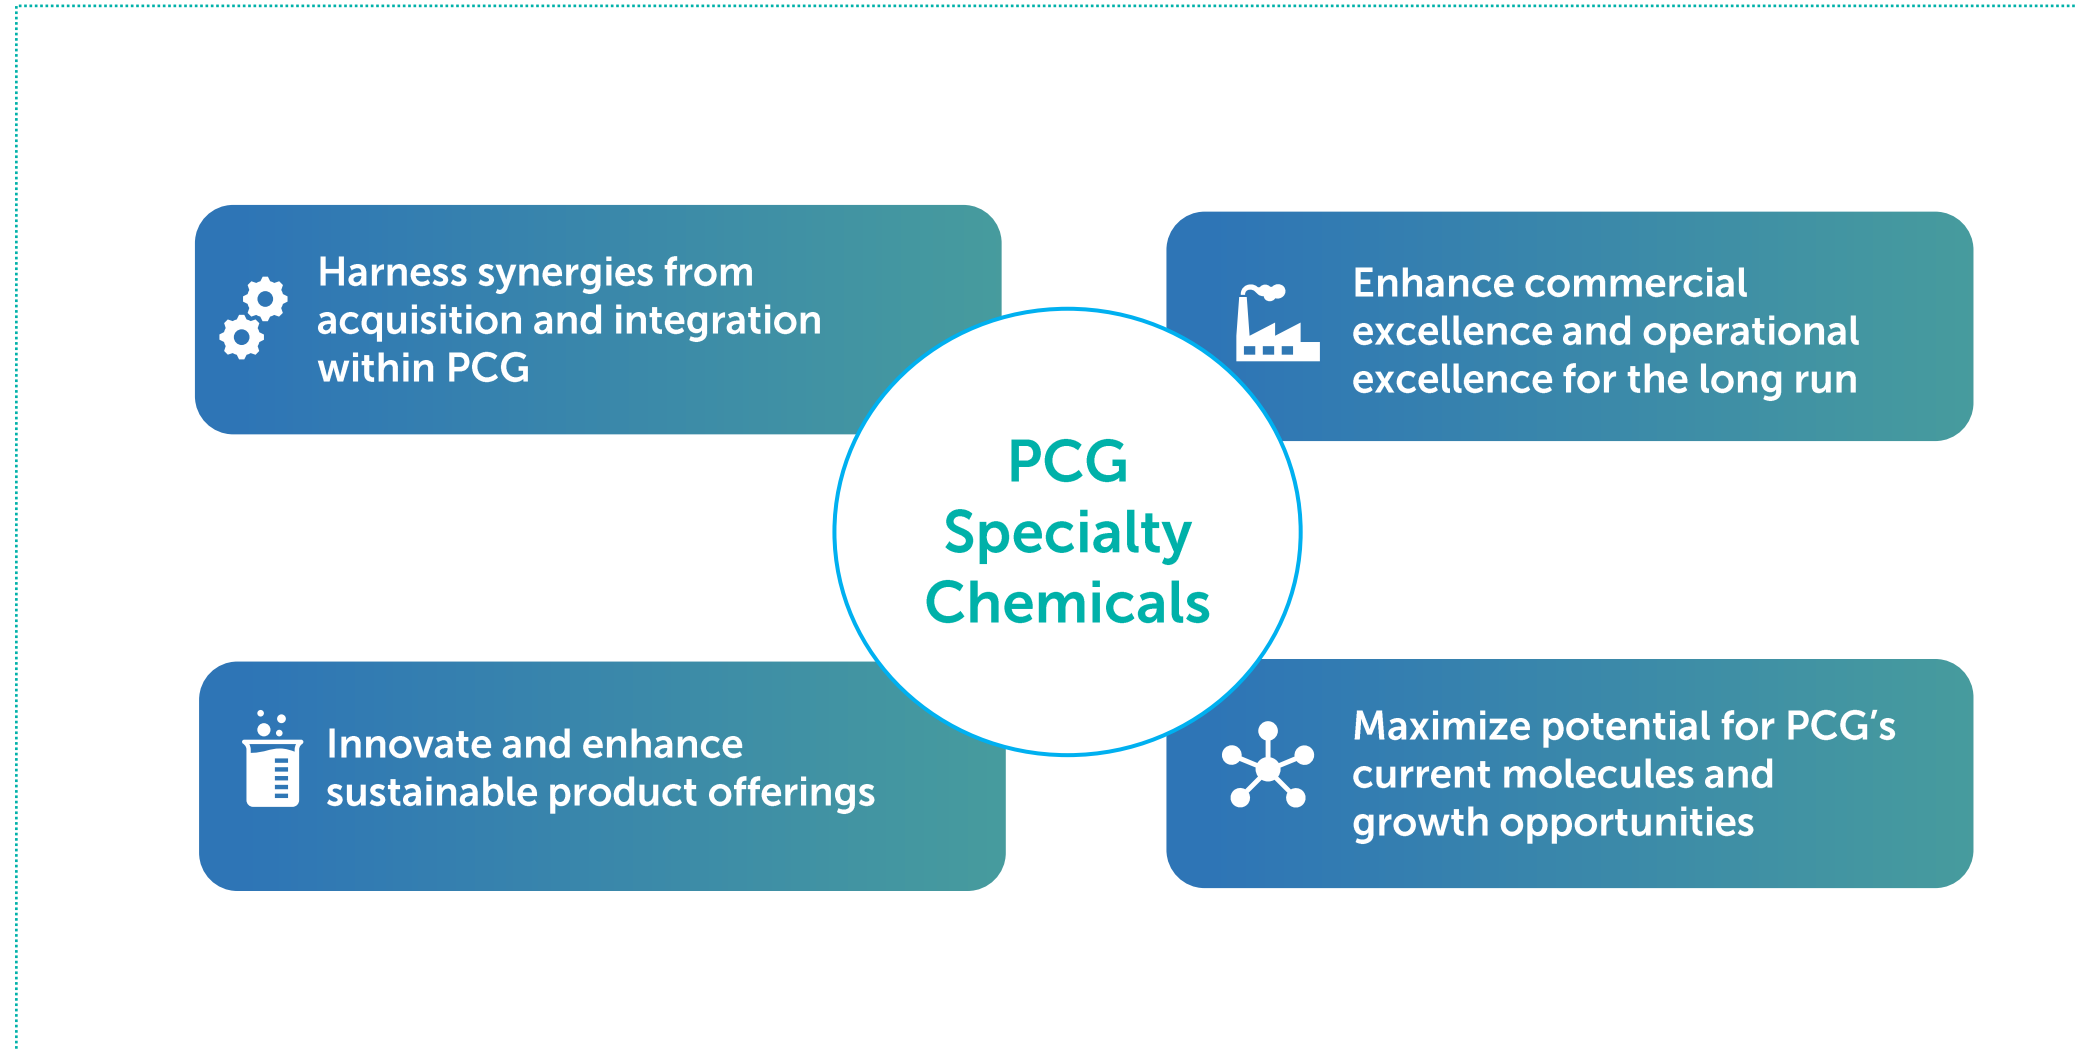 Harness synergies from
acquisition and integration
within PCG
Enhance commercial
excellence and operational
excellence for the long run
PCG
Specialty
Chemicals
Innovate and enhance
sustainable product offerings
Maximize potential for PCG’s
current molecules and
growth opportunities